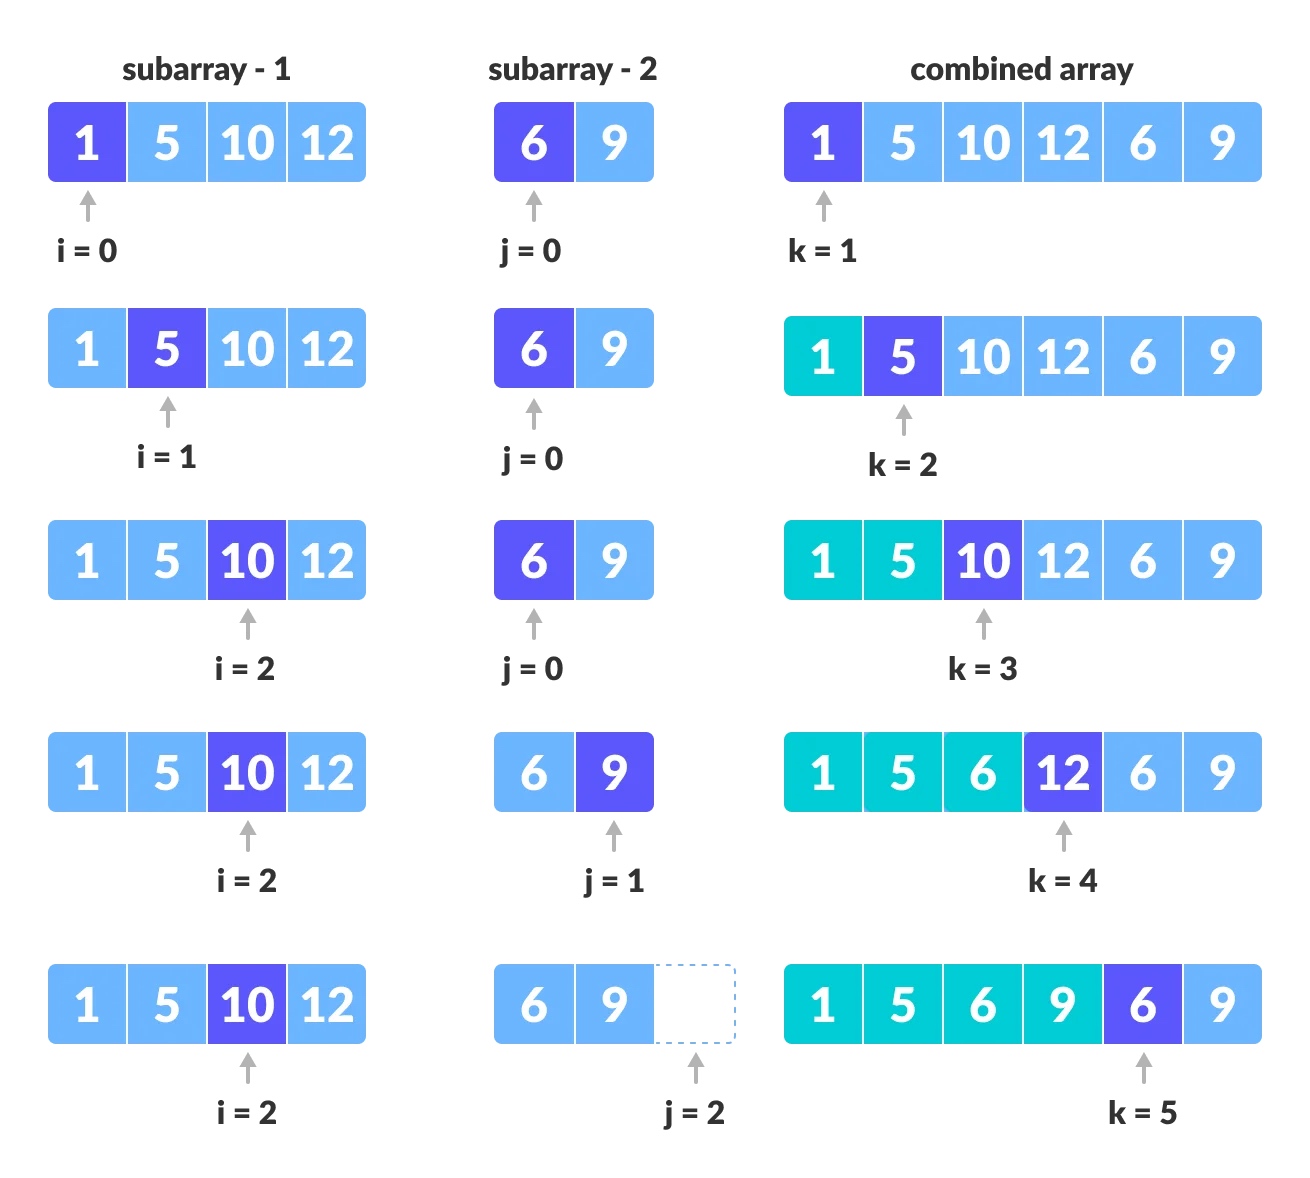 subarray - 1 subarray - 2 combined array
1 5 10 12 6 9 1 5 10 12 6 9
i = 0 j = 0 k = 1
1 5 10 12 6 9 1 5 10 12 6 9
i = 1 j = 0 k = 2
1 5 10 12 6 9 1 5 10 12 6 9
i = 2 j = 0 k = 3
1 5 10 12 6 9 1 5 6 12 6 9
i = 2 j = 1 k = 4
1 5 10 12 6 9 1 5 6 9 6 9
i = 2 j = 2 k = 5